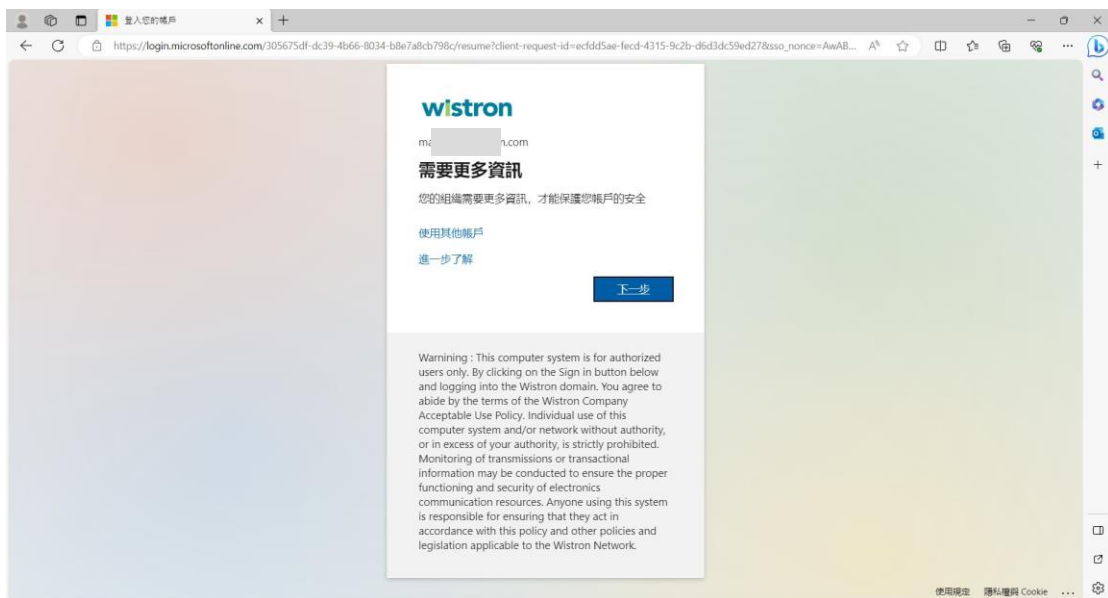 登入您的帳戶
https://login.microsoftonline.com/305675df-dc39-4b66-8034-b8e7a8cb798c/resume?client-request-id=ecfdd5ae-fecd-4315-9c2b-d6d3dc59ed27&sso_nonce=AwAB...
wistron
ma n.com
需要更多資訊
您的組織需要更多資訊，才能保護您帳戶的安全
使用其他帳戶
進一步了解
下一步
Warnining : This computer system is for authorized
users only. By clicking on the Sign in button below
and logging into the Wistron domain. You agree to
abide by the terms of the Wistron Company
Acceptable Use Policy. Individual use of this
computer system and/or network without authority,
or in excess of your authority, is strictly prohibited.
Monitoring of transmissions or transactional
information may be conducted to ensure the proper
functioning and security of electronics
communication resources. Anyone using this system
is responsible for ensuring that they act in
accordance with this policy and other policies and
legislation applicable to the Wistron Network.
使用規定 隱私權與 Cookie ...